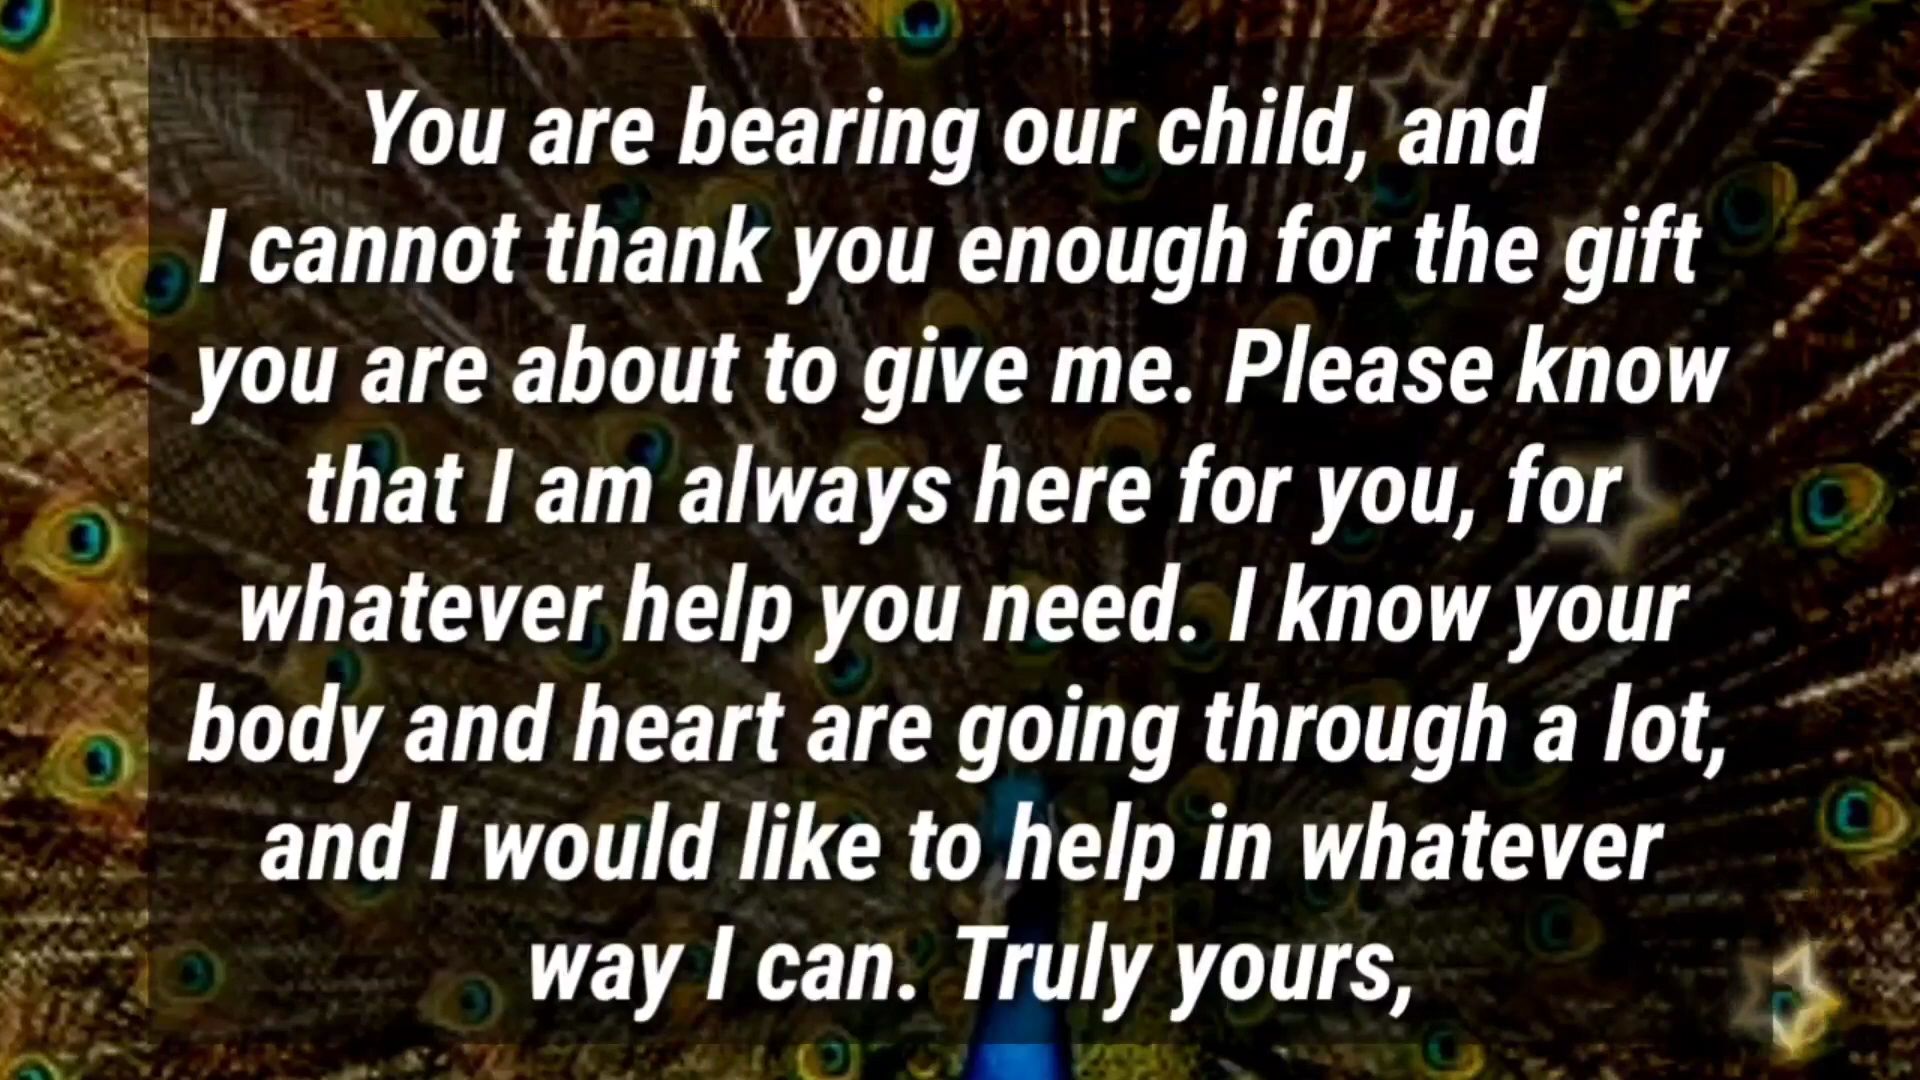 You are bearing our child, and
I cannot thank you enough for the gift
you are about to give me. Please know
that I am always here for you, for
whatever help you need. I know your
body and heart are going through a lot,
and I would like to help in whatever
way I can. Truly yours,